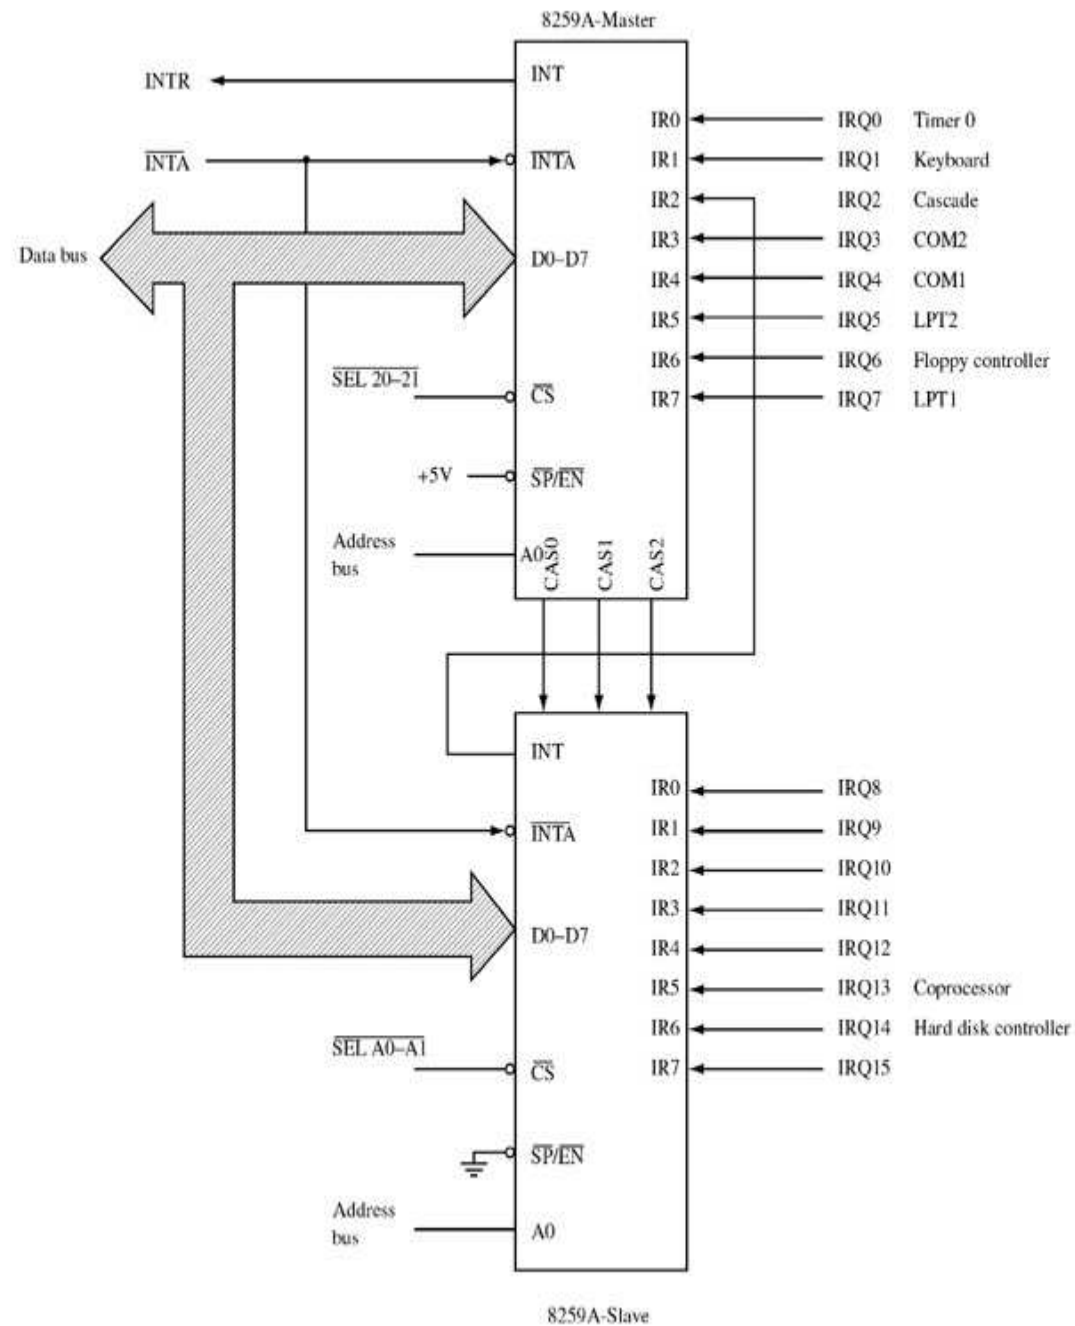 8259A-Master
INTR
INT
IR0
IRQ0 Timer 0
INTA
INTA
IR1
IRQ1 Keyboard
IR2
IRQ2 Cascade
IR3
IRQ3 COM2
Data bus
D0–D7
IR4
IRQ4 COM1
IR5
IRQ5 LPT2
IR6
IRQ6 Floppy controller
SEL 20–21
CS
IR7
IRQ7 LPT1
+5V
SP/EN
Address
bus
A0
CAS0
CAS1
CAS2
INT
IR0
IRQ8
INTA
IR1
IRQ9
IR2
IRQ10
IR3
IRQ11
D0–D7
IR4
IRQ12
IR5
IRQ13 Coprocessor
IR6
IRQ14 Hard disk controller
SEL A0–A1
CS
IR7
IRQ15
SP/EN
Address
bus
A0
8259A-Slave